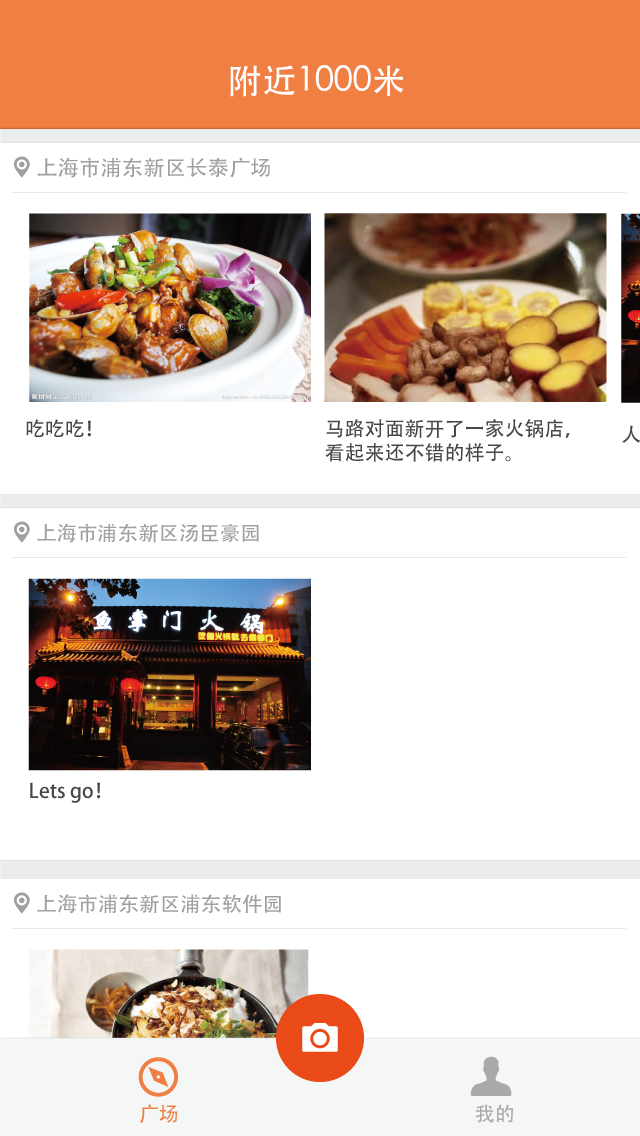 附近1000米
上海市浦东新区长泰广场
吃吃吃！
马路对面新开了一家火锅店，
看起来还不错的样子。
人
上海市浦东新区汤臣豪园
鱼掌门火锅
Lets go！
上海市浦东新区浦东软件园
广场
我的